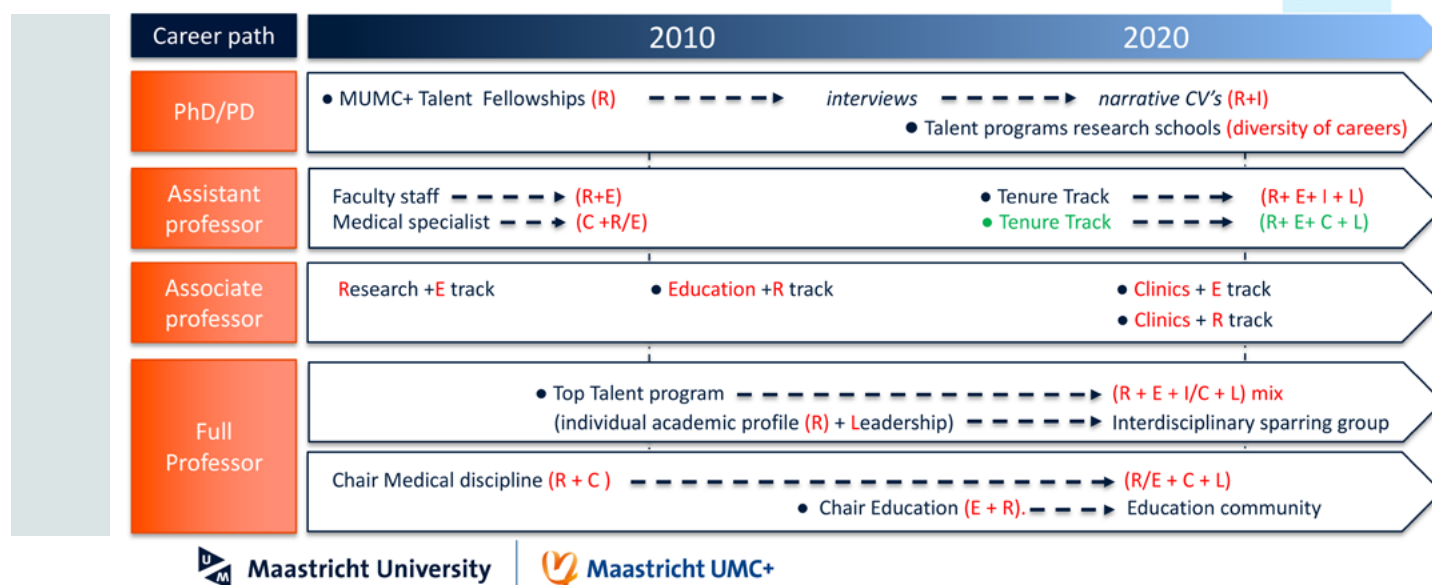 Career path 2010 2020
PhD/PD
● MUMC+ Talent Fellowships (R) interviews narrative CV's (R+I)
● Talent programs research schools (diversity of careers)
Assistant
professor
Faculty staff (R+E) ● Tenure Track (R+ E+ I + L)
Medical specialist (C +R/E) ● Tenure Track (R+ E+ C + L)
Associate
professor
Research +E track ● Education +R track ● Clinics + E track
● Clinics + R track
Full
Professor
● Top Talent program (R + E + I/C + L) mix
(individual academic profile (R) + Leadership) Interdisciplinary sparring group
Chair Medical discipline (R + C ) (R/E + C + L)
● Chair Education (E + R). Education community
U M Maastricht University Maastricht UMC+